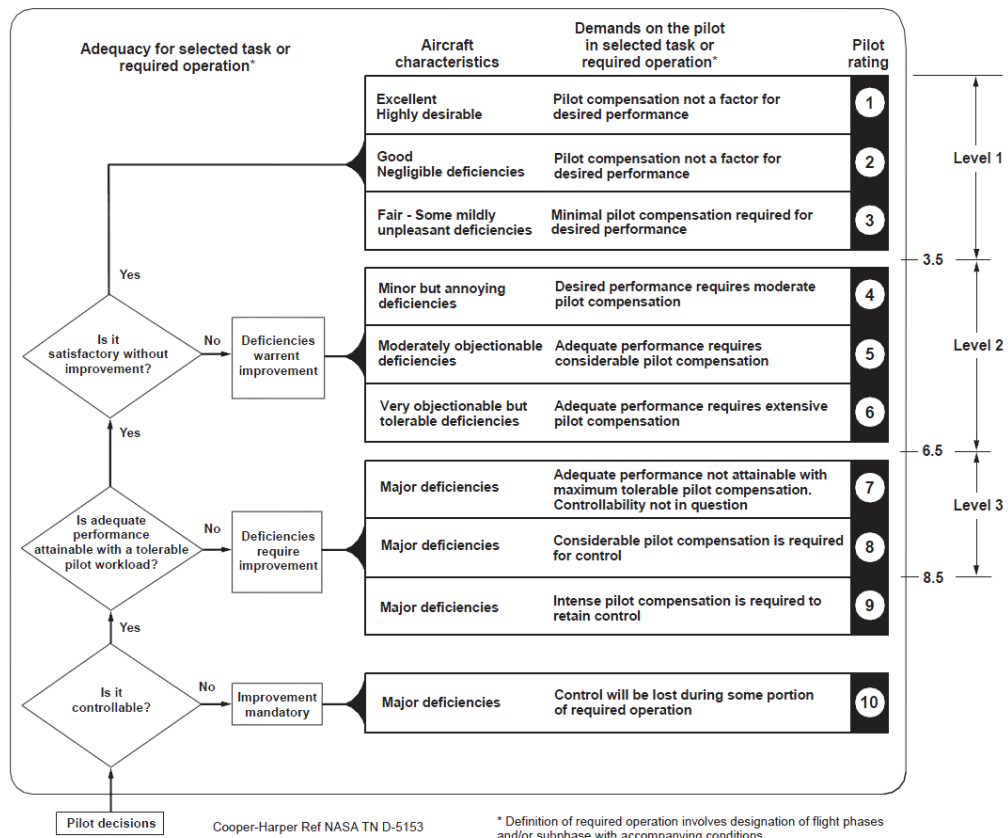 Adequacy for selected task or
required operation*
Aircraft
characteristics
Demands on the pilot
in selected task or
required operation*
Pilot
rating
Excellent
Highly desirable
Pilot compensation not a factor for
desired performance
1
Good
Negligible deficiencies
Pilot compensation not a factor for
desired performance
2
Fair - Some mildly
unpleasant deficiencies
Minimal pilot compensation required for
desired performance
3
Level 1
3.5
Yes
Is it
satisfactory without
improvement?
No
Deficiencies
warrent
improvement
Minor but annoying
deficiencies
Desired performance requires moderate
pilot compensation
4
Moderately objectionable
deficiencies
Adequate performance requires
considerable pilot compensation
5
Very objectionable but
tolerable deficiencies
Adequate performance requires extensive
pilot compensation
6
Level 2
6.5
Yes
Is adequate
performance
attainable with a tolerable
pilot workload?
No
Deficiencies
require
improvement
Major deficiencies
Adequate performance not attainable with
maximum tolerable pilot compensation.
Controllability not in question
7
Major deficiencies
Considerable pilot compensation is required
for control
8
Major deficiencies
Intense pilot compensation is required to
retain control
9
Level 3
8.5
Yes
Is it
controllable?
No
Improvement
mandatory
Major deficiencies
Control will be lost during some portion
of required operation
10
Pilot decisions
Cooper-Harper Ref NASA TN D-5153
* Definition of required operation involves designation of flight phases
and/or subphase with accompanying conditions